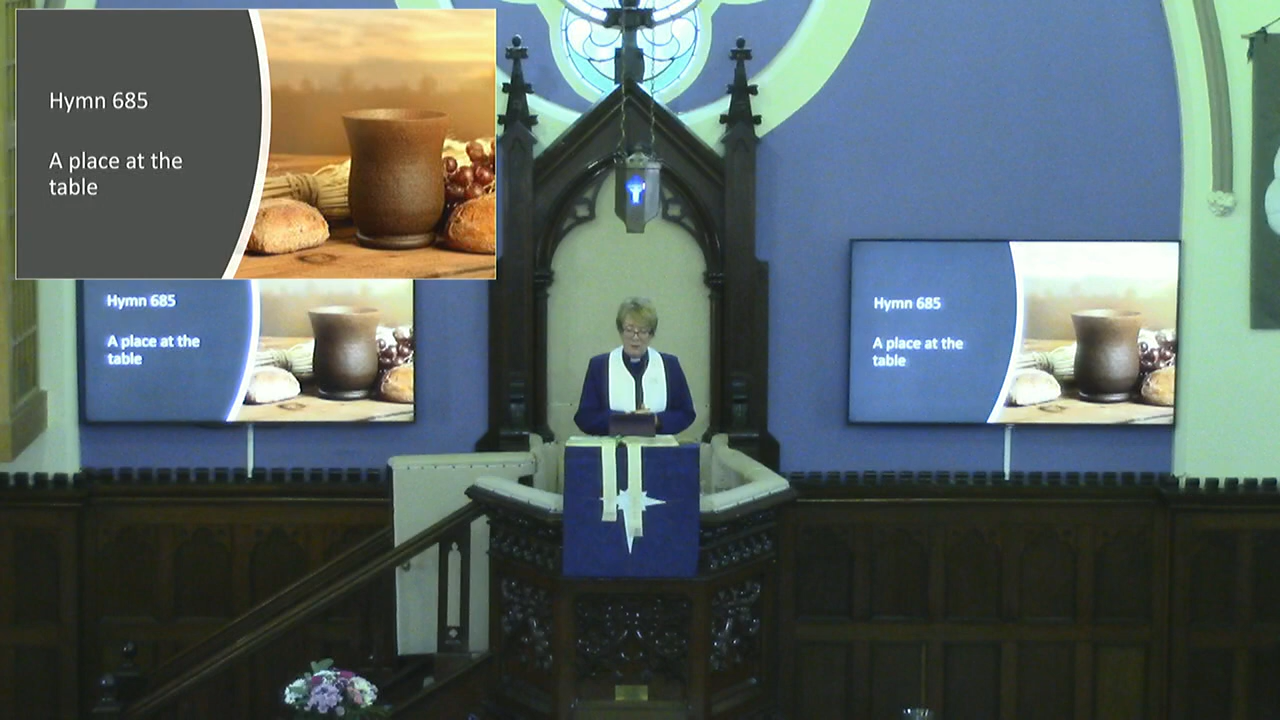 Hymn 685
A place at the
table
Hymn 685
A place at the
table
Hymn 685
A place at the
table